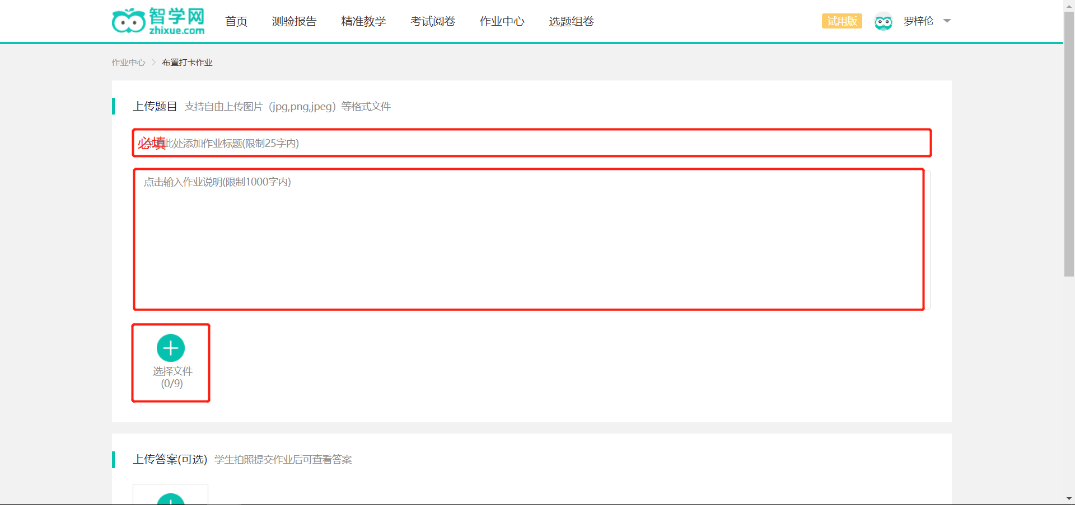 智学网
zhixue.com
首页 测验报告 精准教学 考试阅卷 作业中心 选题组卷
试用版 罗梓伦
作业中心 > 布置打卡作业
上传题目 支持自由上传图片（jpg,png,jpeg）等格式文件
必填
此处添加作业标题(限制25字内)
点击输入作业说明(限制1000字内)
选择文件
(0/9)
上传答案(可选) 学生拍照提交作业后可查看答案